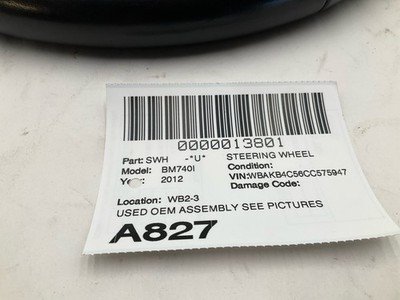 0000013801
Part: SWH -*U* STEERING WHEEL
Model: BM740I Condition:
Year: 2012 VIN:WBAKB4C56CC575947
Damage Code:
Location: WB2-3
USED OEM ASSEMBLY SEE PICTURES
A827